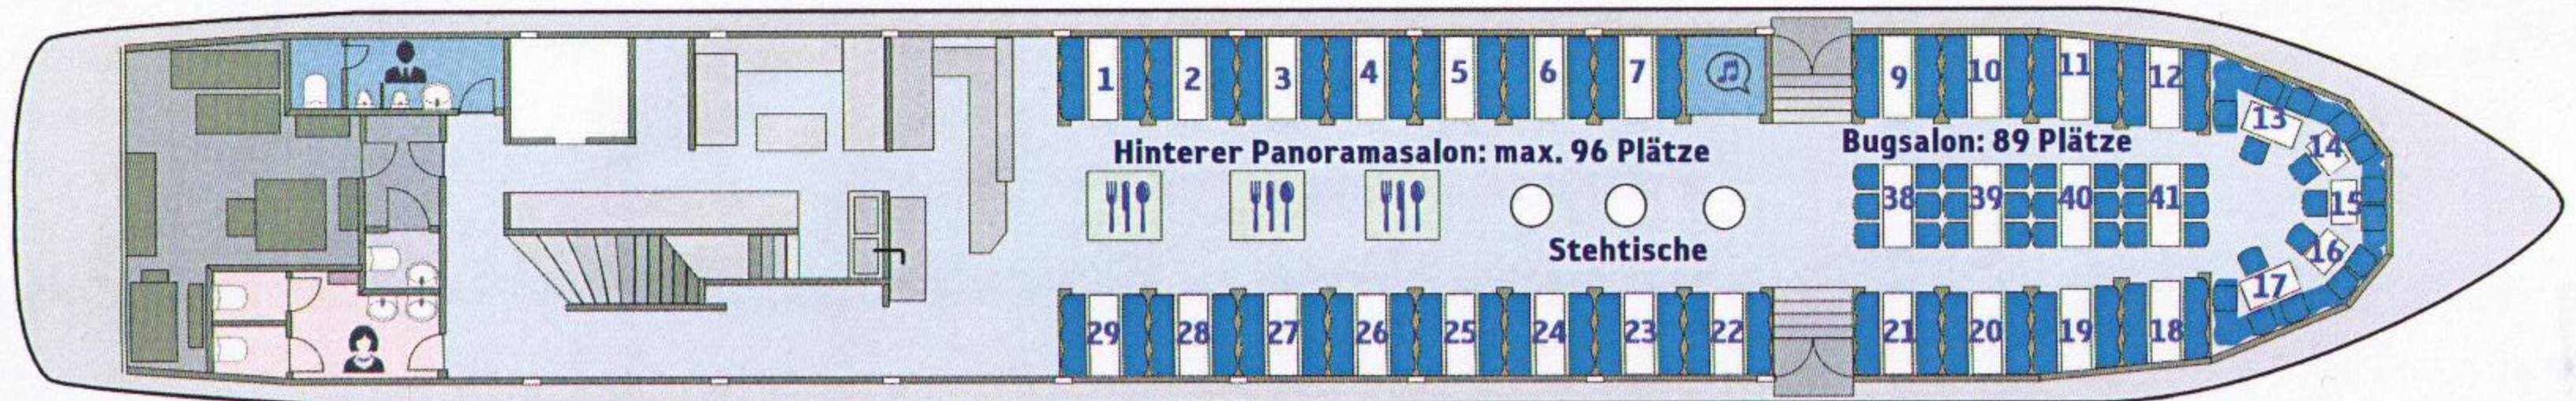 1 2 3 4 5 6 7 9 10 11 12
13
14
15
16
17
Hinterer Panoramasalon: max. 96 Plätze
Bugsalon: 89 Plätze
38 39 40 41
Stehtische
29 28 27 26 25 24 23 22 21 20 19 18